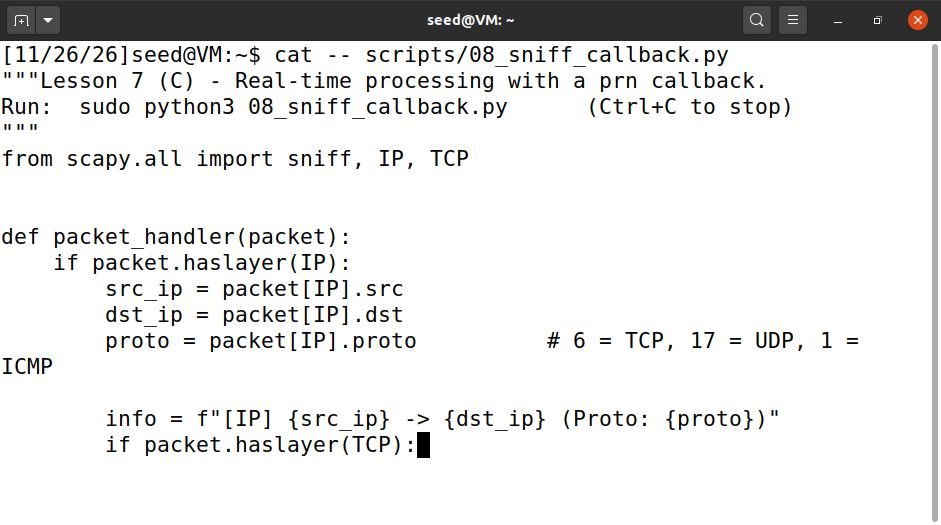 seed@VM: ~
[11/26/26]seed@VM:~$ cat -- scripts/08_sniff_callback.py
"""Lesson 7 (C) - Real-time processing with a prn callback.
Run:  sudo python3 08_sniff_callback.py      (Ctrl+C to stop)
"""
from scapy.all import sniff, IP, TCP


def packet_handler(packet):
    if packet.haslayer(IP):
        src_ip = packet[IP].src
        dst_ip = packet[IP].dst
        proto = packet[IP].proto          # 6 = TCP, 17 = UDP, 1 =
ICMP

        info = f"[IP] {src_ip} -> {dst_ip} (Proto: {proto})"
        if packet.haslayer(TCP):